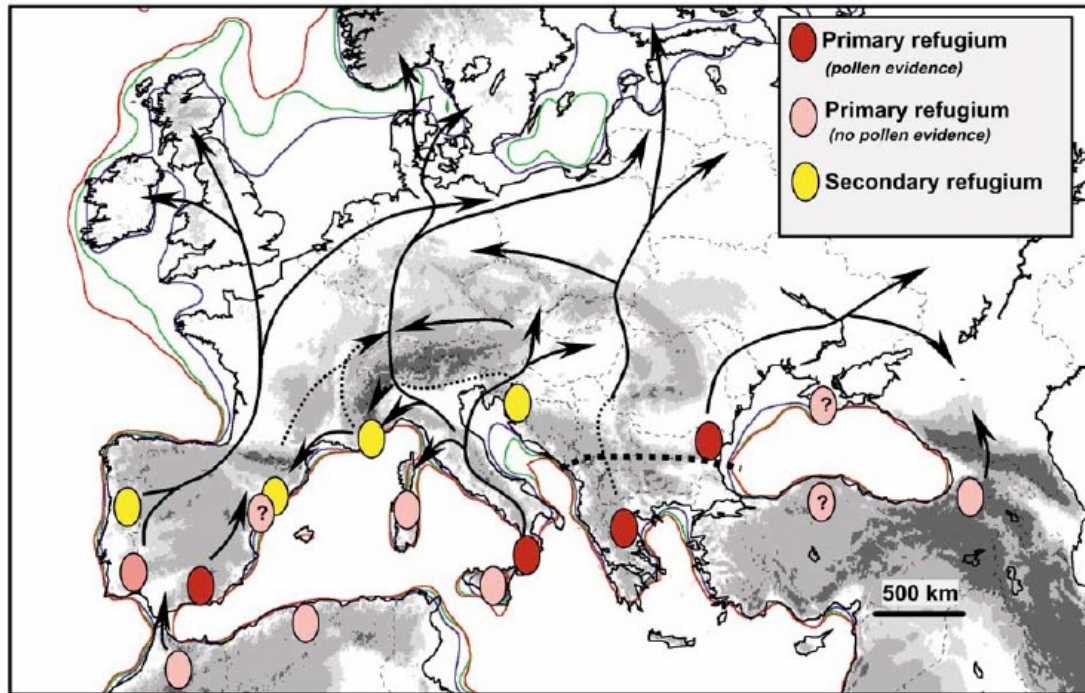 Primary refugium
(pollen evidence)
Primary refugium
(no pollen evidence)
Secondary refugium
?
?
?
500 km